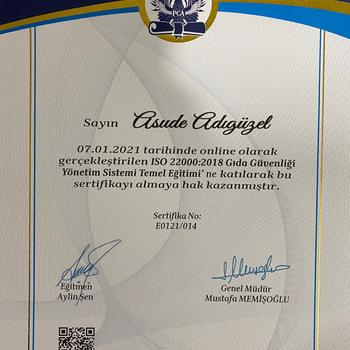 PCA
Sayın Asude Adıgüzel
07.01.2021 tarihinde online olarak
gerçekleştirilen ISO 22000:2018 Gıda Güvenliği
Yönetim Sistemi Temel Eğitimi' ne katılarak bu
sertifikayı almaya hak kazanmıştır.
Sertifika No:
E0121/014
Eğitmen
Aylin Şen
Genel Müdür
Mustafa MEMİŞOĞLU